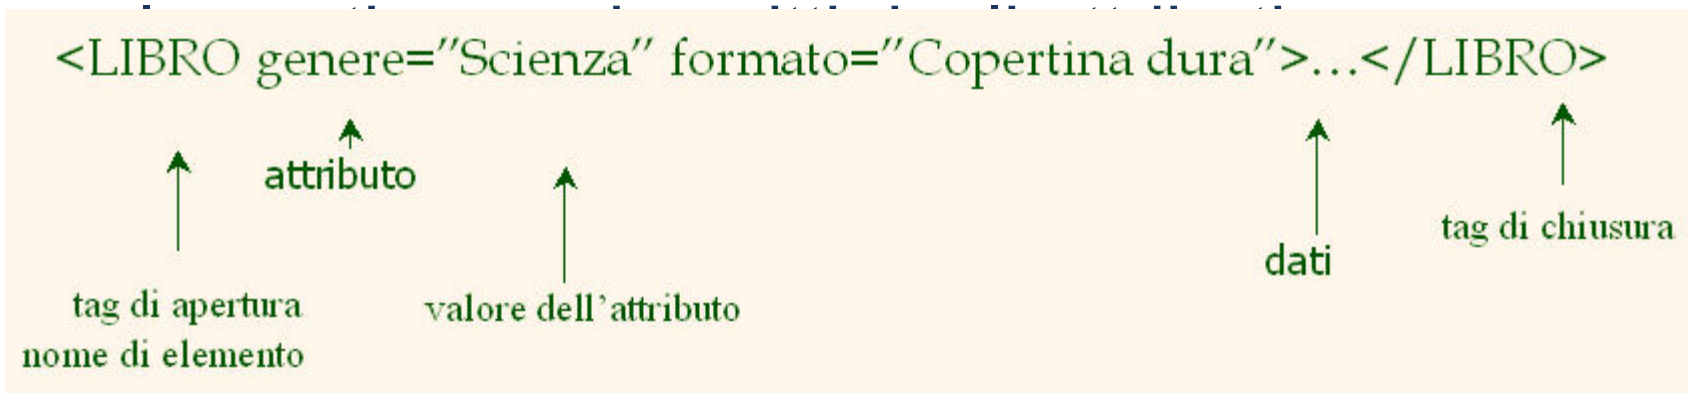 <LIBRO genere=”Scienza” formato=”Copertina dura”>…</LIBRO>
attributo
tag di chiusura
dati
tag di apertura
valore dell’attributo
nome di elemento